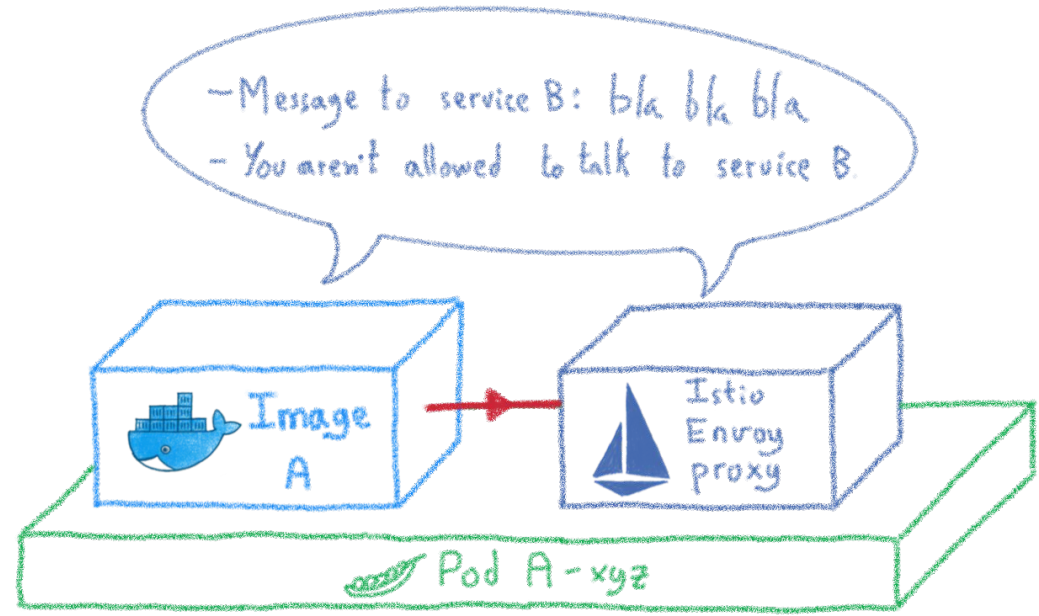 - Message to service B: bla bla bla
- You aren't allowed to talk to service B.
Image
A
Istio
Envoy
proxy
Pod A-xyz